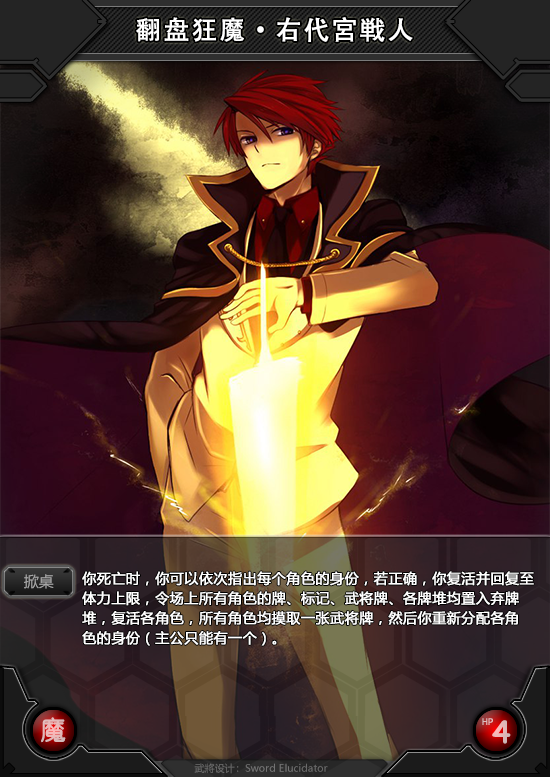 翻盘狂魔·右代宮戦人
掀桌
你死亡时，你可以依次指出每个角色的身份，若正确，你复活并回复至
体力上限，令场上所有角色的牌、标记、武将牌、各牌堆均置入弃牌
堆，复活各角色，所有角色均摸取一张武将牌，然后你重新分配各角
色的身份（主公只能有一个）。
魔
HP 4
武將设计：Sword Elucidator